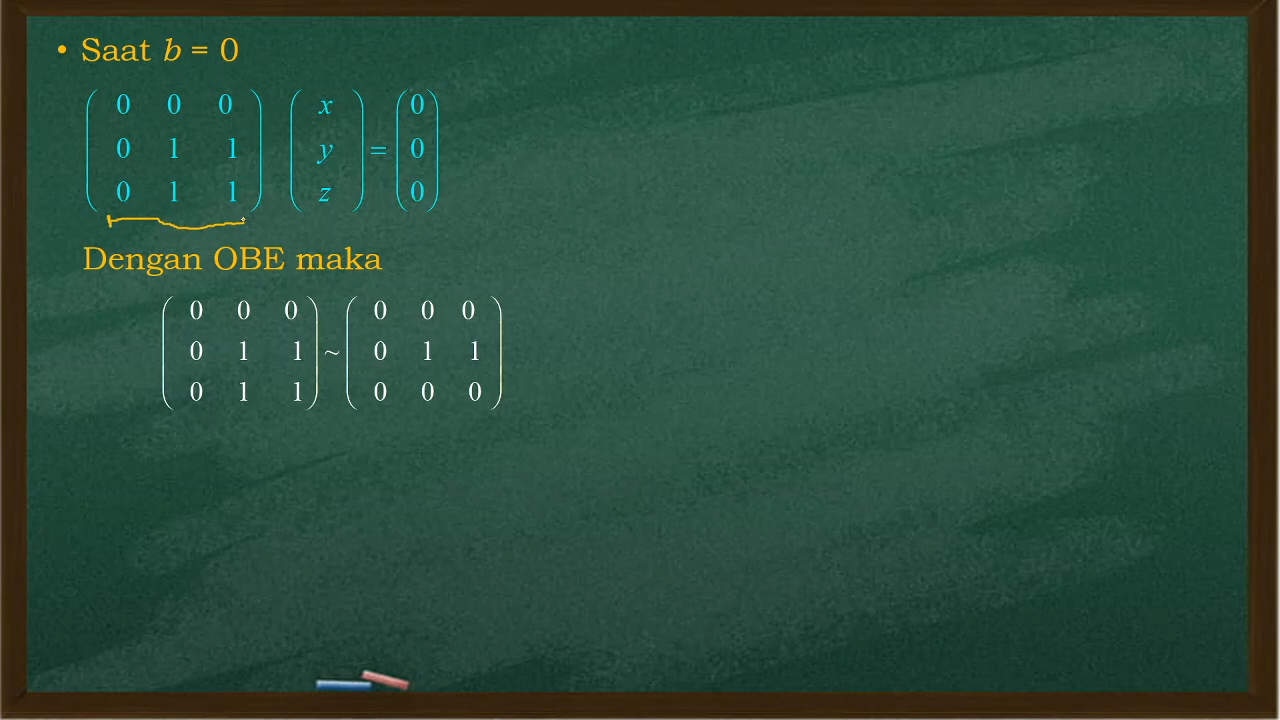 • Saat b = 0
( 0 0 0 ) ( x ) ( 0 )
( 0 1 1 ) ( y ) = ( 0 )
( 0 1 1 ) ( z ) ( 0 )
Dengan OBE maka
( 0 0 0 ) ( 0 0 0 )
( 0 1 1 ) ~ ( 0 1 1 )
( 0 1 1 ) ( 0 0 0 )